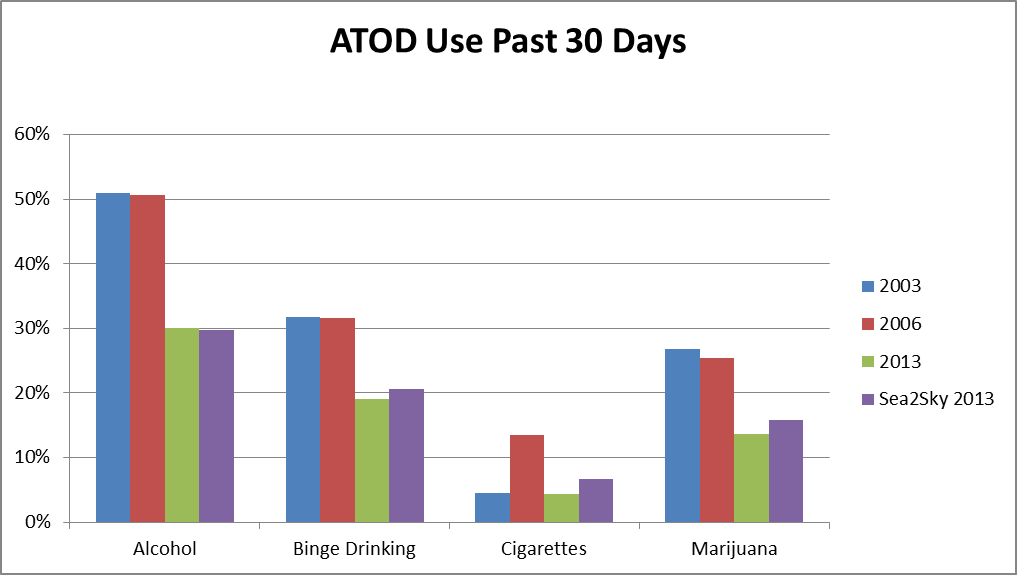 ATOD Use Past 30 Days
60%
50%
40%
30%
20%
10%
0%
Alcohol
Binge Drinking
Cigarettes
Marijuana
2003
2006
2013
Sea2Sky 2013